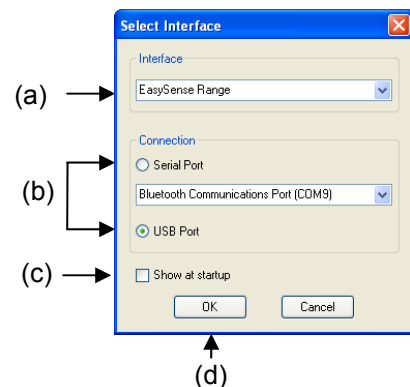 Select Interface
Interface
(a)
EasySense Range
Connection
Serial Port
(b)
Bluetooth Communications Port (COM9)
USB Port
(c)
Show at startup
OK Cancel
(d)